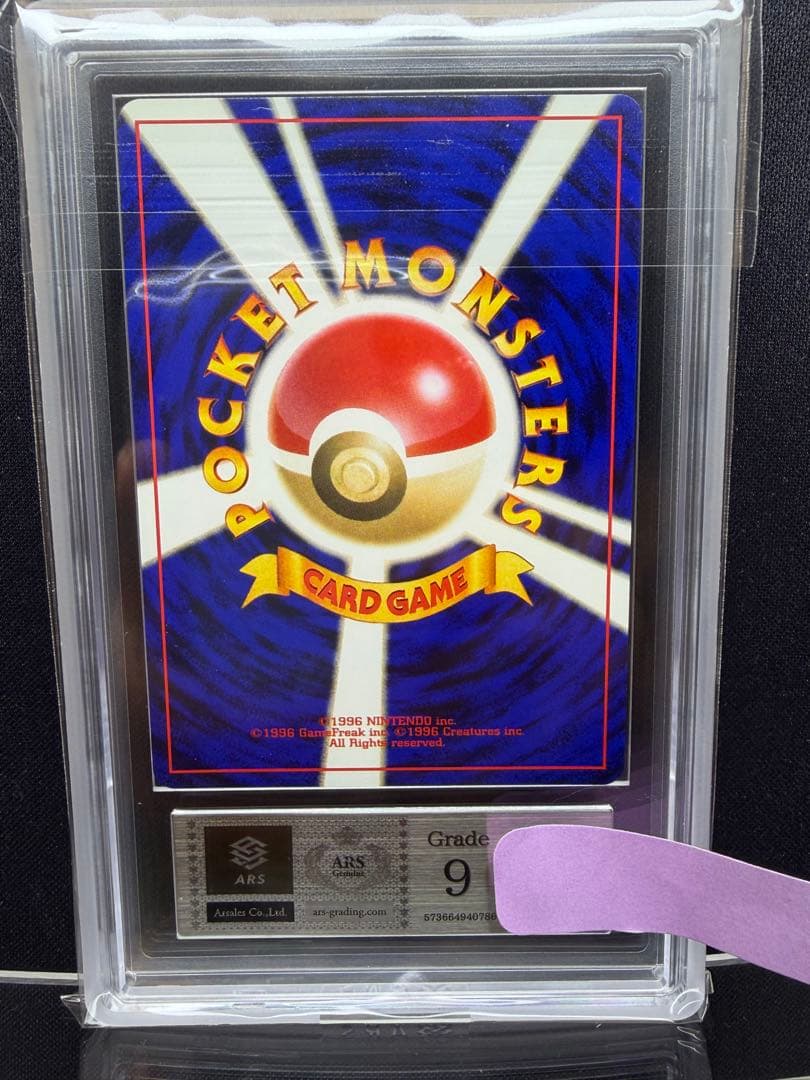 POCKET MONSTERS
CARD GAME
©1996 NINTENDO inc.
©1996 GameFreak inc. ©1996 Creatures inc.
All Rights reserved.
ARS
Arsales Co.,Ltd.
ARS
Genuine
ars-grading.com
Grade
9
573664940786